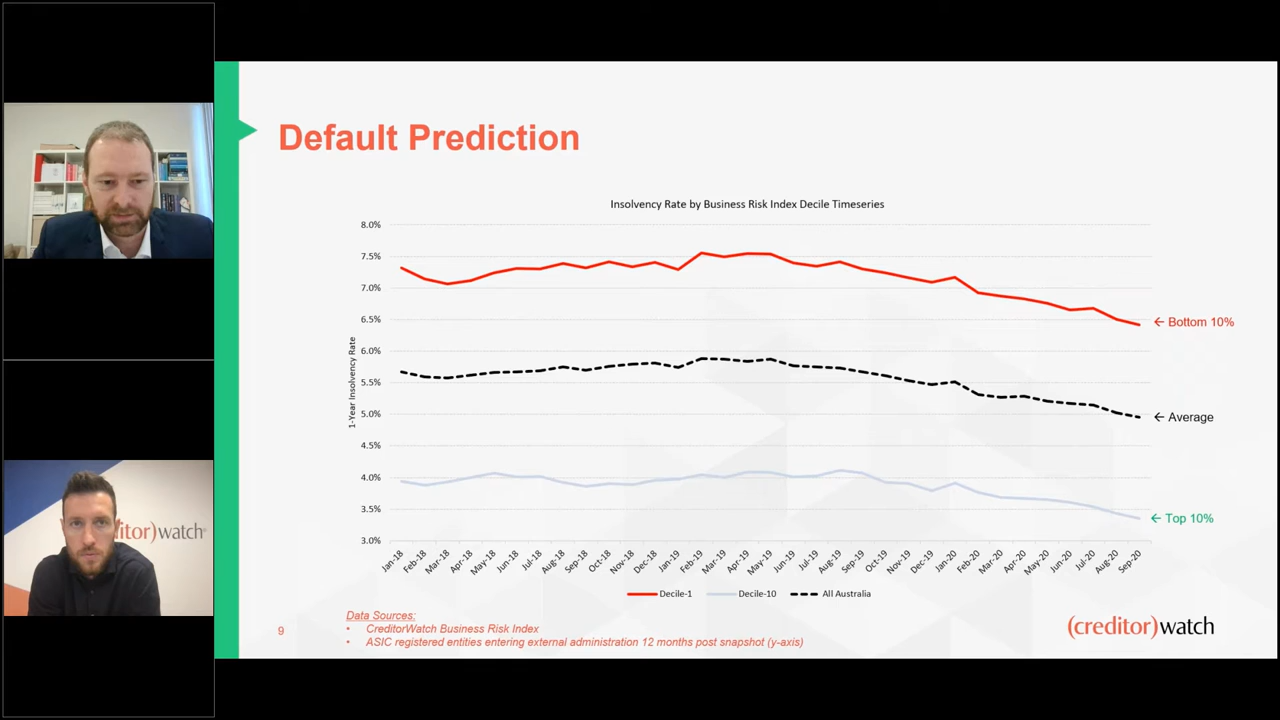 Default Prediction
Insolvency Rate by Business Risk Index Decile Timeseries
8.0%
7.5%
7.0%
6.5%
6.0%
5.5%
5.0%
4.5%
4.0%
3.5%
3.0%
1-Year Insolvency Rate
← Bottom 10%
← Average
← Top 10%
Jan-18
Feb-18
Mar-18
Apr-18
May-18
Jun-18
Jul-18
Aug-18
Sep-18
Oct-18
Nov-18
Dec-18
Jan-19
Feb-19
Mar-19
Apr-19
May-19
Jun-19
Jul-19
Aug-19
Sep-19
Oct-19
Nov-19
Dec-19
Jan-20
Feb-20
Mar-20
Apr-20
May-20
Jun-20
Jul-20
Aug-20
Sep-20
Decile-1 Decile-10 All Australia
Data Sources:
• CreditorWatch Business Risk Index
• ASIC registered entities entering external administration 12 months post snapshot (y-axis)
9
(creditor)watch
itor)watch